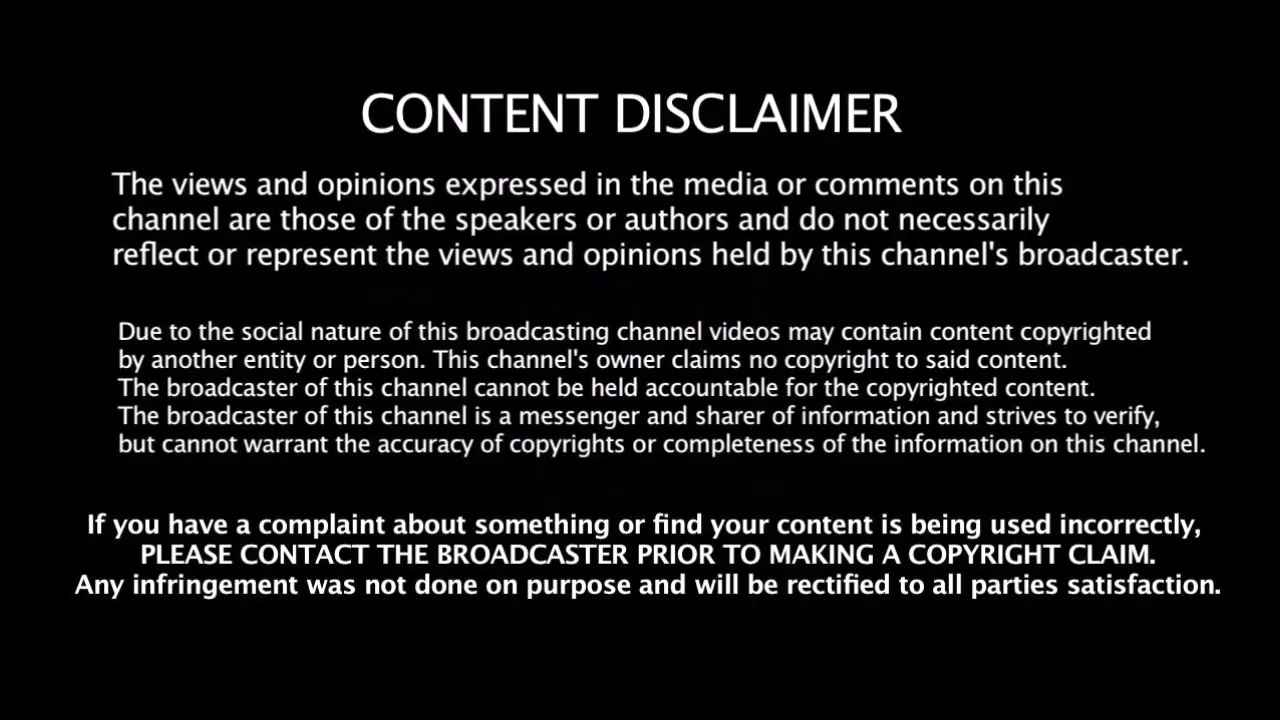 CONTENT DISCLAIMER
The views and opinions expressed in the media or comments on this
channel are those of the speakers or authors and do not necessarily
reflect or represent the views and opinions held by this channel's broadcaster.
Due to the social nature of this broadcasting channel videos may contain content copyrighted
by another entity or person. This channel's owner claims no copyright to said content.
The broadcaster of this channel cannot be held accountable for the copyrighted content.
The broadcaster of this channel is a messenger and sharer of information and strives to verify,
but cannot warrant the accuracy of copyrights or completeness of the information on this channel.
If you have a complaint about something or find your content is being used incorrectly,
PLEASE CONTACT THE BROADCASTER PRIOR TO MAKING A COPYRIGHT CLAIM.
Any infringement was not done on purpose and will be rectified to all parties satisfaction.